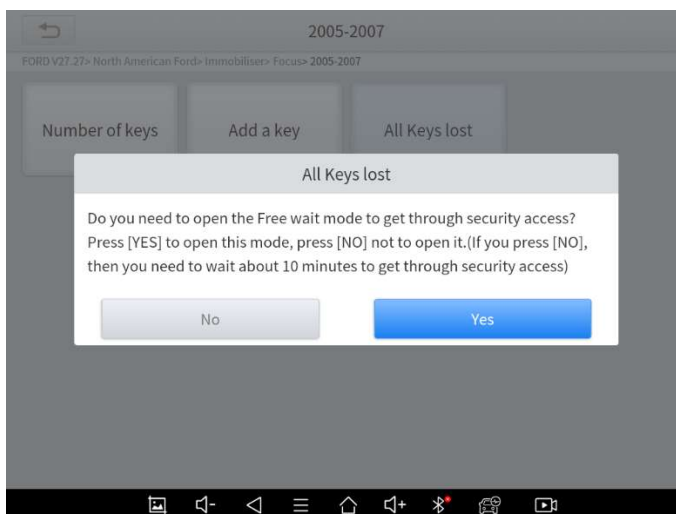 2005-2007
FORD V27.27> North American Ford> Immobiliser> Focus> 2005-2007
Number of keys
Add a key
All Keys lost
All Keys lost
Do you need to open the Free wait mode to get through security access?
Press [YES] to open this mode, press [NO] not to open it.(If you press [NO],
then you need to wait about 10 minutes to get through security access)
No
Yes